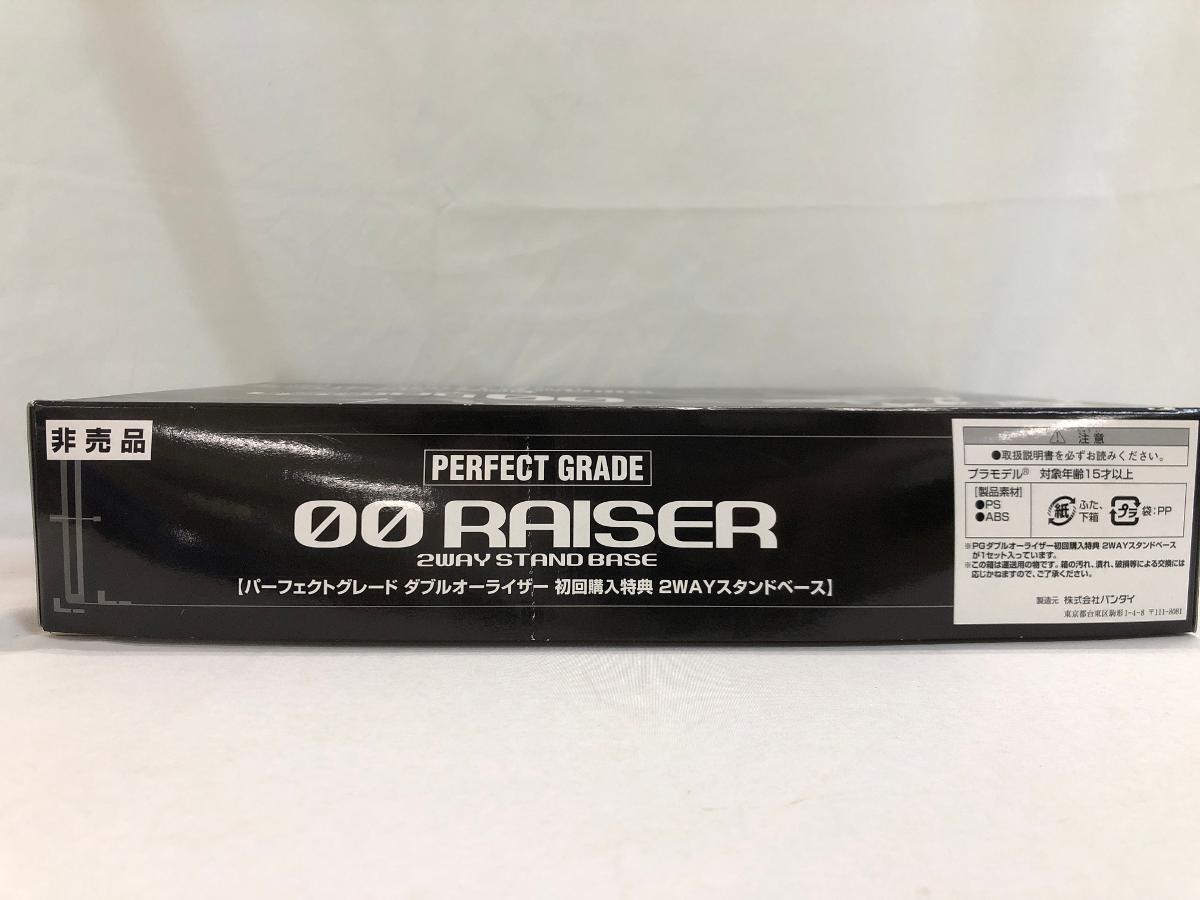 非売品
PERFECT GRADE
00 RAISER
2WAY STAND BASE
【パーフェクトグレード ダブルオーライザー 初回購入特典 2WAYスタンドベース】
注意
●取扱説明書を必ずお読みください。
プラモデル® 対象年齢15才以上
[製品素材]
●PS
●ABS
紙 ふた、下箱
プラ 袋:PP
※PGダブルオーライザー初回購入特典 2WAYスタンドベース
が1セット入っています。
※この箱は運送用の物です。箱の汚れ、潰れ、破損等による交換には
応じかねますので、ご了承ください。
製造元 株式会社バンダイ
東京都台東区駒形1-4-8 〒111-8081